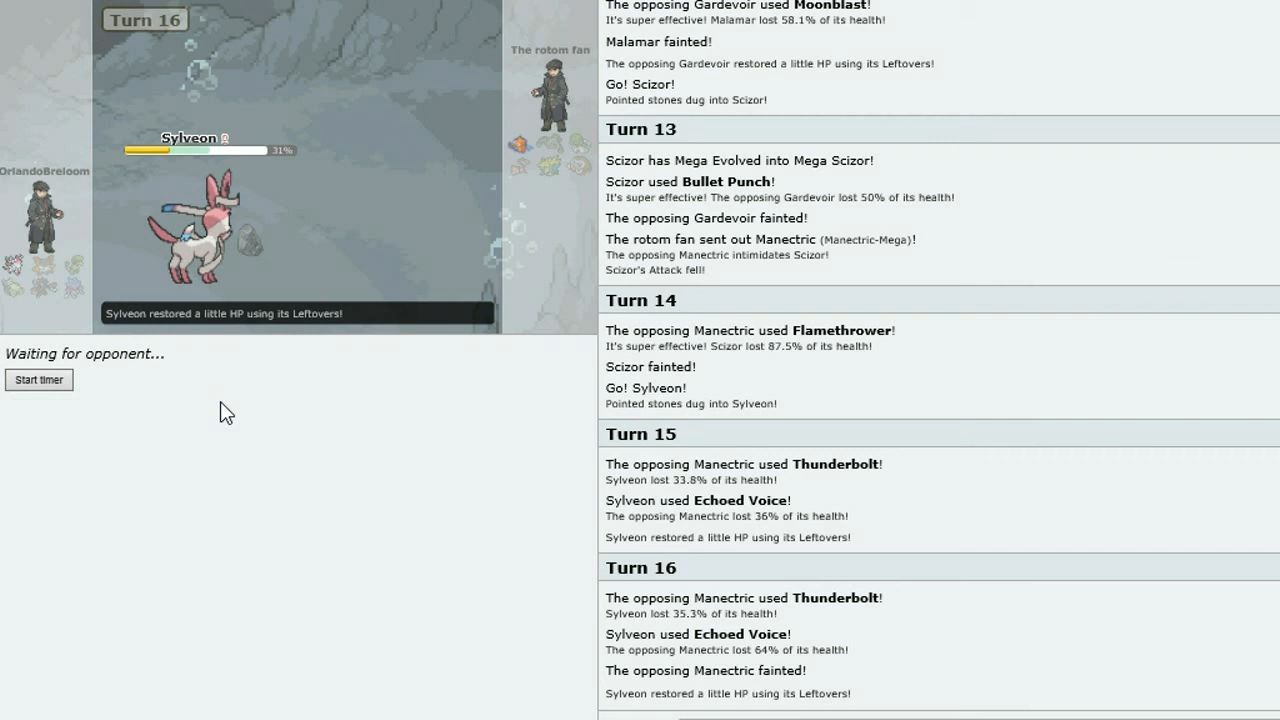 Turn 16
The rotom fan
Sylveon
31%
OrlandoBreloom
Sylveon restored a little HP using its Leftovers!
Waiting for opponent...
Start timer
The opposing Gardevoir used Moonblast!
It's super effective! Malamar lost 58.1% of its health!
Malamar fainted!
The opposing Gardevoir restored a little HP using its Leftovers!
Go! Scizor!
Pointed stones dug into Scizor!
Turn 13
Scizor has Mega Evolved into Mega Scizor!
Scizor used Bullet Punch!
It's super effective! The opposing Gardevoir lost 50% of its health!
The opposing Gardevoir fainted!
The rotom fan sent out Manectric (Manectric-Mega)!
The opposing Manectric intimidates Scizor!
Scizor's Attack fell!
Turn 14
The opposing Manectric used Flamethrower!
It's super effective! Scizor lost 87.5% of its health!
Scizor fainted!
Go! Sylveon!
Pointed stones dug into Sylveon!
Turn 15
The opposing Manectric used Thunderbolt!
Sylveon lost 33.8% of its health!
Sylveon used Echoed Voice!
The opposing Manectric lost 36% of its health!
Sylveon restored a little HP using its Leftovers!
Turn 16
The opposing Manectric used Thunderbolt!
Sylveon lost 35.3% of its health!
Sylveon used Echoed Voice!
The opposing Manectric lost 64% of its health!
The opposing Manectric fainted!
Sylveon restored a little HP using its Leftovers!